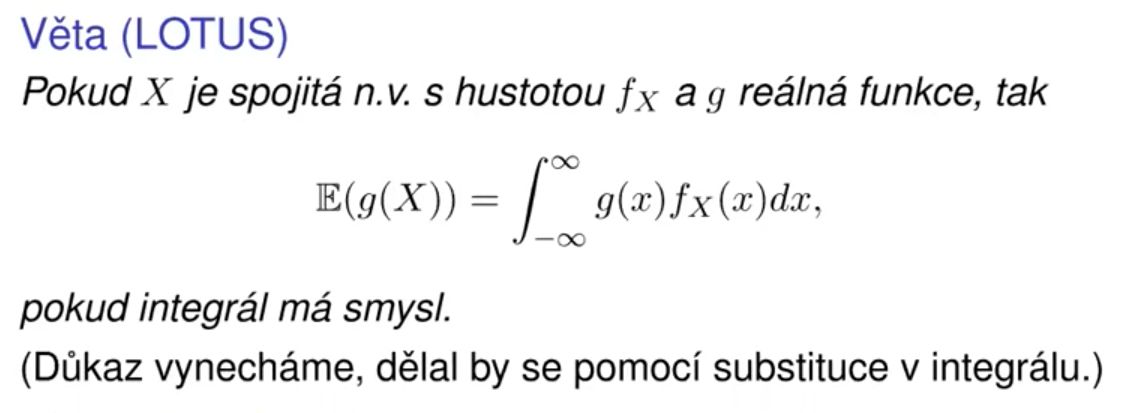 Věta (LOTUS)
Pokud X je spojitá n.v. s hustotou f_X a g reálná funkce, tak
𝔼(g(X)) = ∫_{-∞}^{∞} g(x)f_X(x)dx,
pokud integrál má smysl.
(Důkaz vynecháme, dělal by se pomocí substituce v integrálu.)